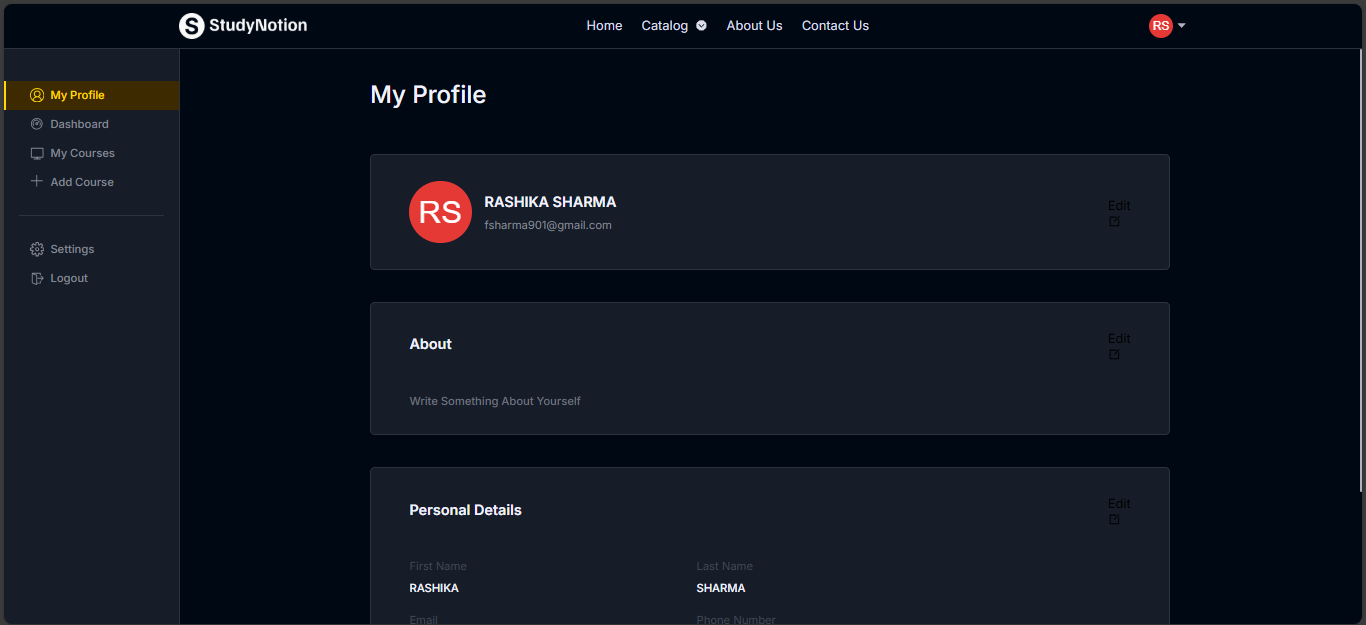 S StudyNotion
Home Catalog About Us Contact Us
RS
My Profile
Dashboard
My Courses
Add Course
Settings
Logout
My Profile
RS
RASHIKA SHARMA
fsharma901@gmail.com
Edit
About
Edit
Write Something About Yourself
Personal Details
Edit
First Name Last Name
RASHIKA SHARMA
Email Phone Number